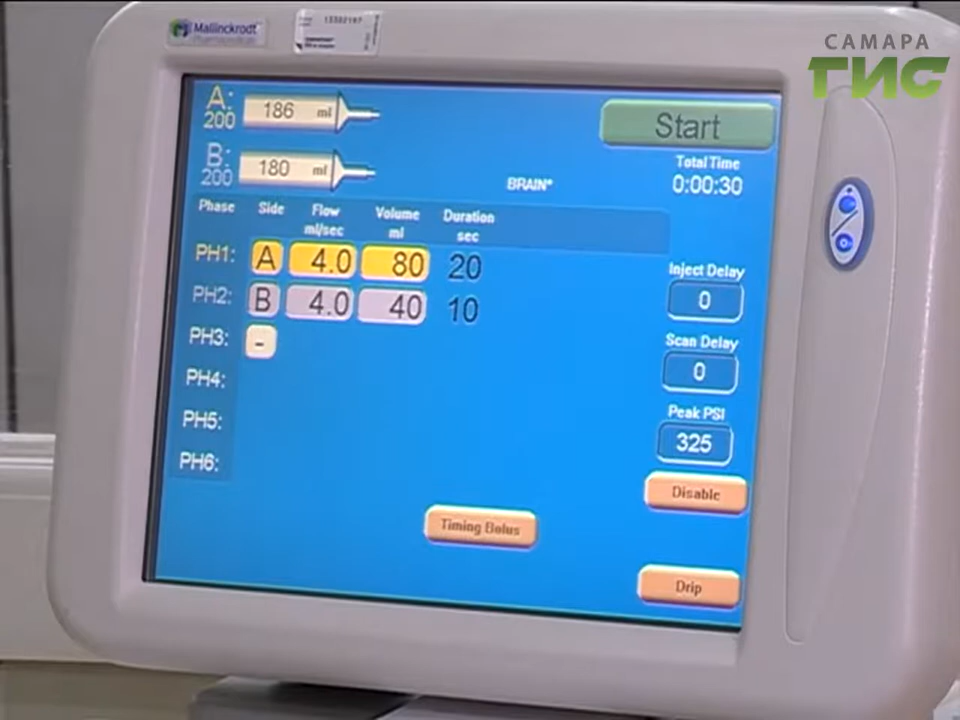 Mallinckrodt
Pharmaceuticals
САМАРА
ГИС
A: 186 ml
200
B: 180 ml
200
Start
Total Time
0:00:30
BRAIN*
Phase Side Flow ml/sec Volume ml Duration sec
PH1: A 4.0 80 20
PH2: B 4.0 40 10
PH3: -
PH4:
PH5:
PH6:
Inject Delay
0
Scan Delay
0
Peak PSI
325
Disable
Timing Bolus
Drip